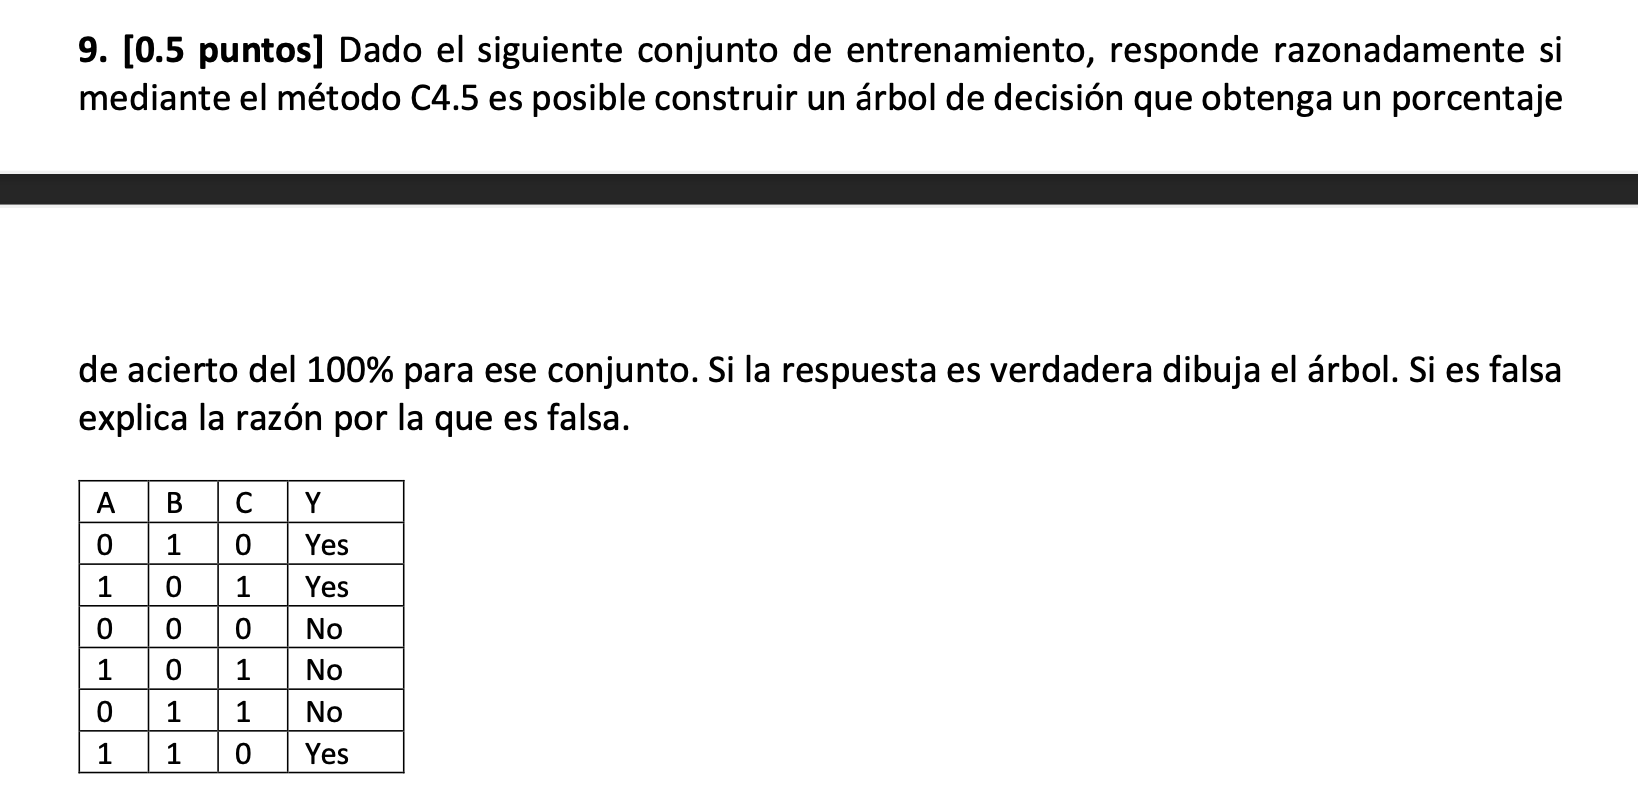 9. [0.5 puntos] Dado el siguiente conjunto de entrenamiento, responde razonadamente si
mediante el método C4.5 es posible construir un árbol de decisión que obtenga un porcentaje
de acierto del 100% para ese conjunto. Si la respuesta es verdadera dibuja el árbol. Si es falsa
explica la razón por la que es falsa.
A B C Y
0 1 0 Yes
1 0 1 Yes
0 0 0 No
1 0 1 No
0 1 1 No
1 1 0 Yes